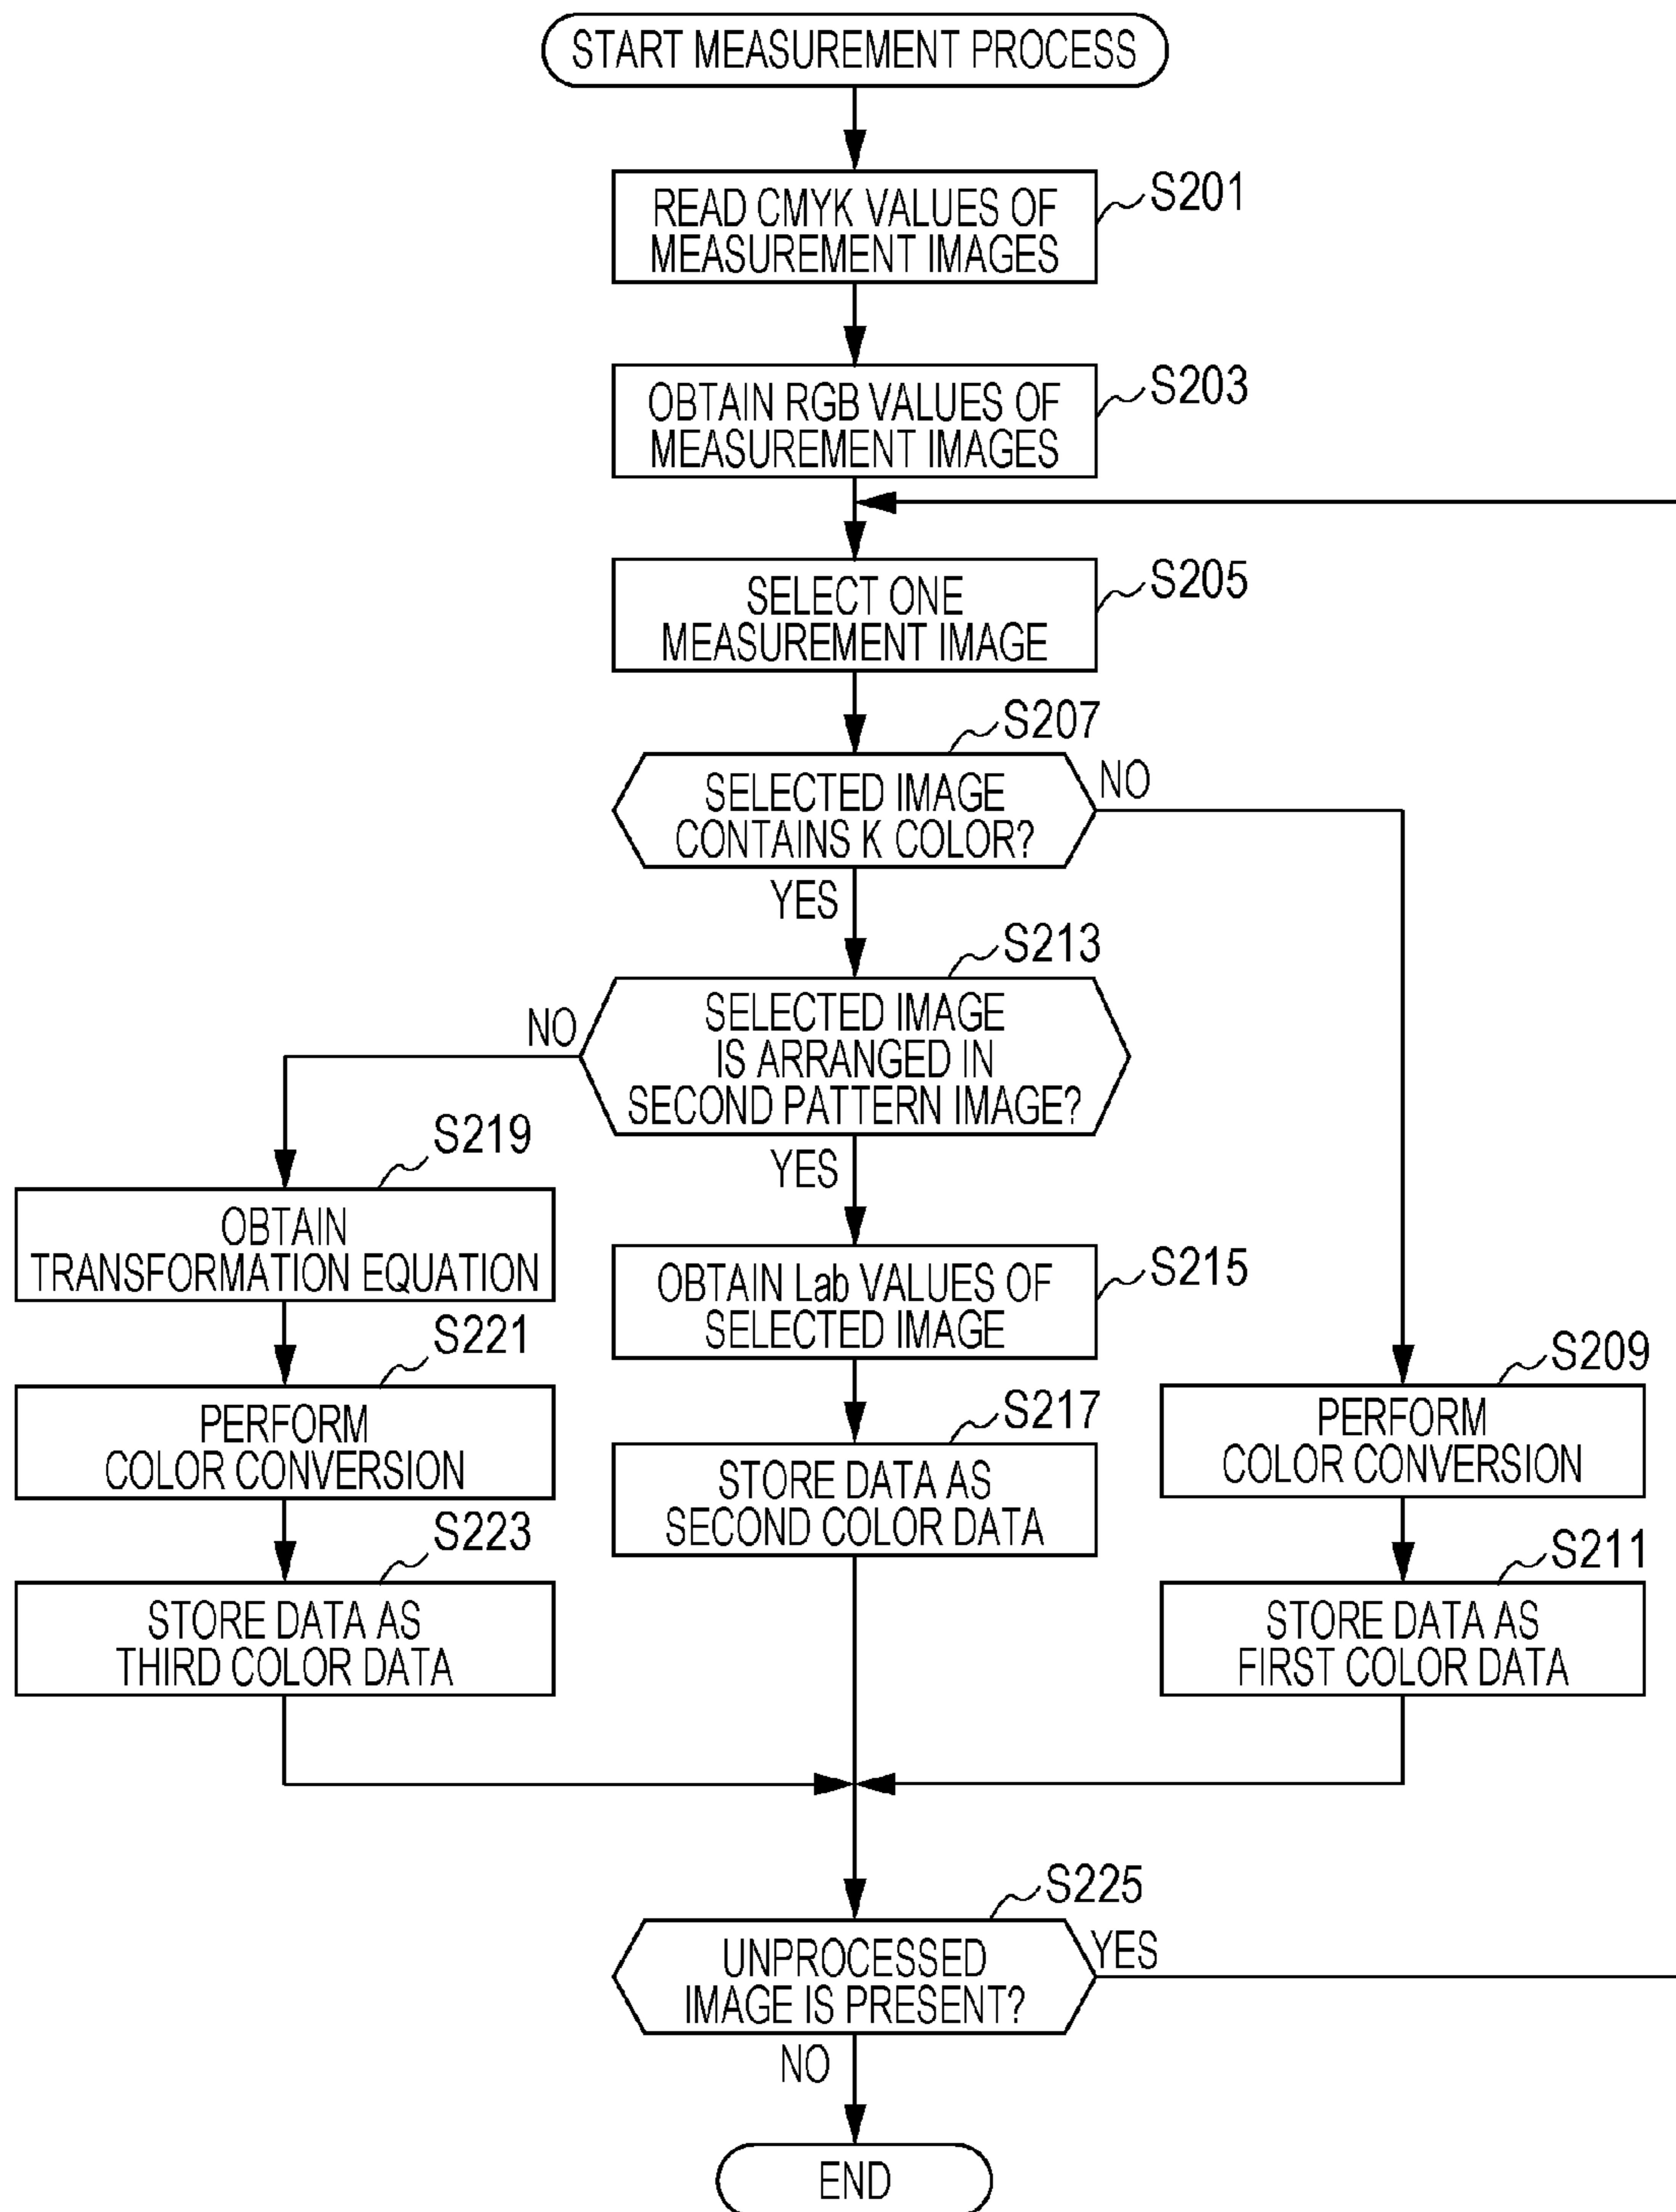 START MEASUREMENT PROCESS
READ CMYK VALUES OF
MEASUREMENT IMAGES
S201
OBTAIN RGB VALUES OF
MEASUREMENT IMAGES
S203
SELECT ONE
MEASUREMENT IMAGE
S205
S207
SELECTED IMAGE
CONTAINS K COLOR?
NO
YES
S213
SELECTED IMAGE
IS ARRANGED IN
SECOND PATTERN IMAGE?
NO
YES
S219
OBTAIN
TRANSFORMATION EQUATION
S221
PERFORM
COLOR CONVERSION
S223
STORE DATA AS
THIRD COLOR DATA
OBTAIN Lab VALUES OF
SELECTED IMAGE
S215
S217
STORE DATA AS
SECOND COLOR DATA
S209
PERFORM
COLOR CONVERSION
S211
STORE DATA AS
FIRST COLOR DATA
S225
UNPROCESSED
IMAGE IS PRESENT?
YES
NO
END